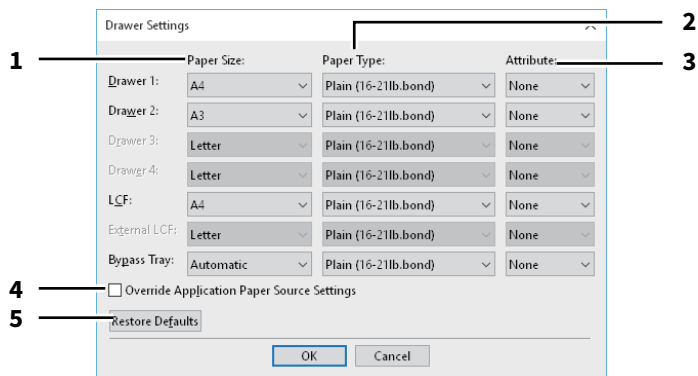 Drawer Settings
2
1 Paper Size: Paper Type: Attribute: 3
Drawer 1: A4 Plain (16-21lb.bond) None
Drawer 2: A3 Plain (16-21lb.bond) None
Drawer 3: Letter Plain (16-21lb.bond) None
Drawer 4: Letter Plain (16-21lb.bond) None
LCF: A4 Plain (16-21lb.bond) None
External LCF: Letter Plain (16-21lb.bond) None
Bypass Tray: Automatic Plain (16-21lb.bond) None
4 Override Application Paper Source Settings
5 Restore Defaults
OK Cancel